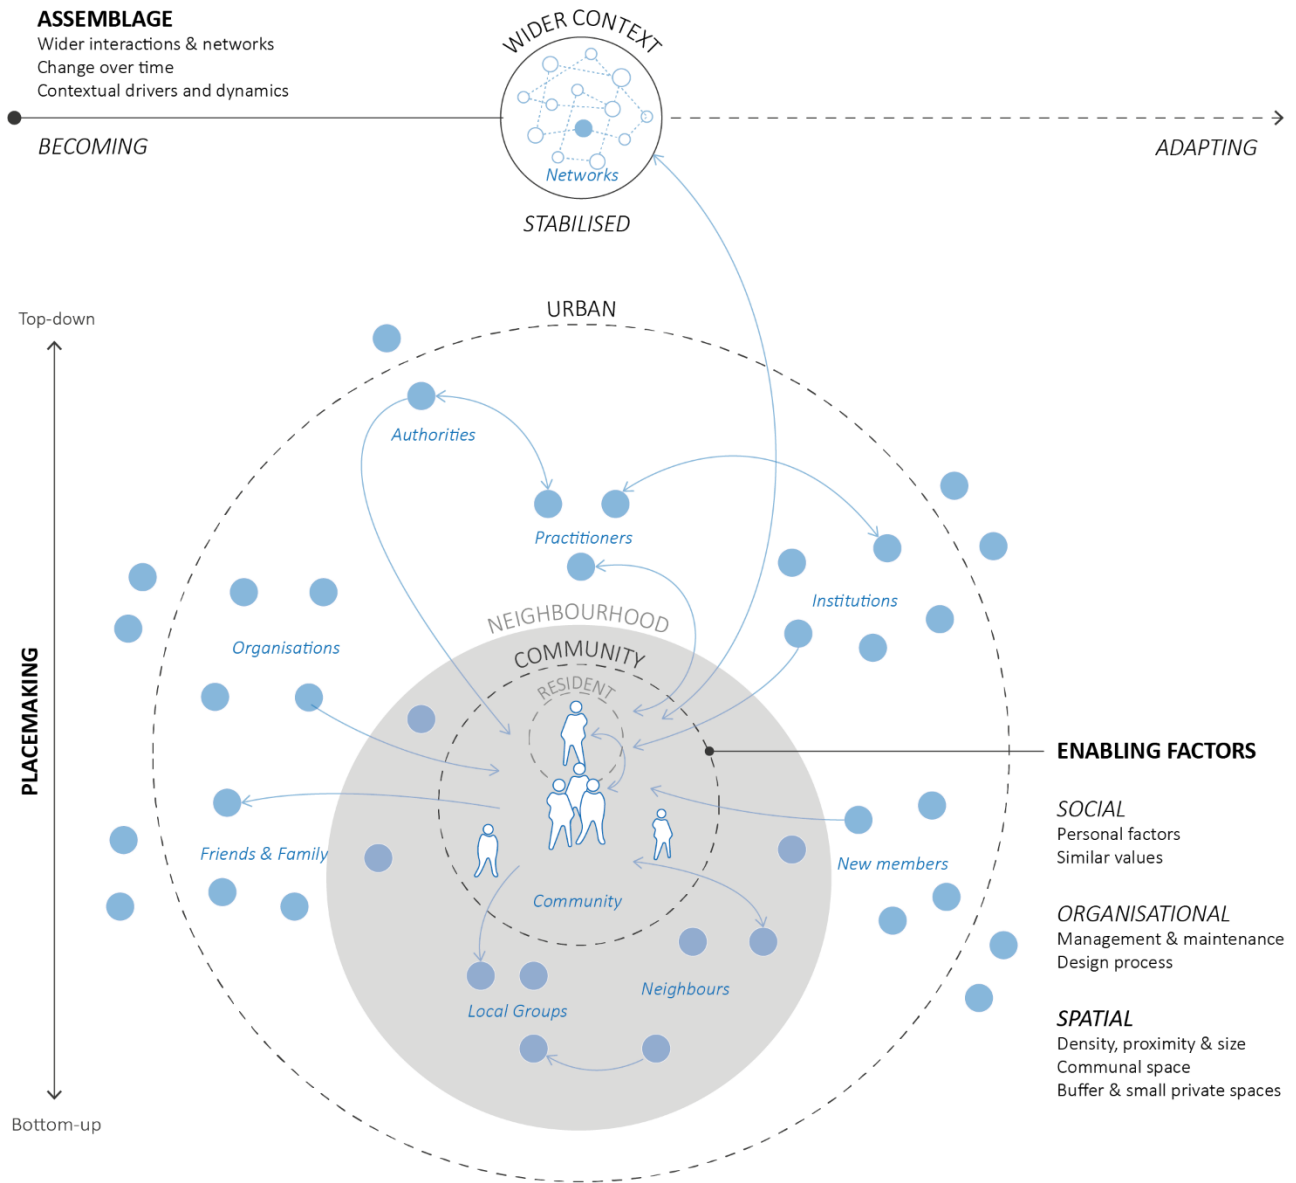 ASSEMBLAGE
Wider interactions & networks
Change over time
Contextual drivers and dynamics
WIDER CONTEXT
BECOMING
ADAPTING
Networks
STABILISED
URBAN
Top-down
Authorities
Practitioners
Institutions
NEIGHBOURHOOD
Organisations
COMMUNITY
RESIDENT
PLACEMAKING
ENABLING FACTORS
SOCIAL
Personal factors
Similar values
Friends & Family
New members
Community
ORGANISATIONAL
Management & maintenance
Design process
Neighbours
Local Groups
SPATIAL
Density, proximity & size
Communal space
Buffer & small private spaces
Bottom-up